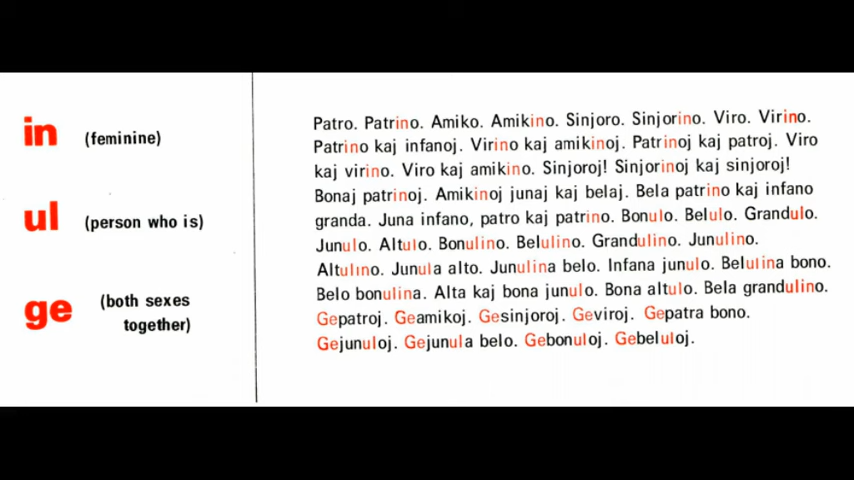 in (feminine)
ul (person who is)
ge (both sexes
together)
Patro. Patrino. Amiko. Amikino. Sinjoro. Sinjorino. Viro. Virino.
Patrino kaj infanoj. Virino kaj amikinoj. Patrinoj kaj patroj. Viro
kaj virino. Viro kaj amikino. Sinjoroj! Sinjorinoj kaj sinjoroj!
Bonaj patrinoj. Amikinoj junaj kaj belaj. Bela patrino kaj infano
granda. Juna infano, patro kaj patrino. Bonulo. Belulo. Grandulo.
Junulo. Altulo. Bonulino. Belulino. Grandulino. Junulino.
Altulino. Junula alto. Junulina belo. Infana junulo. Belulina bono.
Belo bonulina. Alta kaj bona junulo. Bona altulo. Bela grandulino.
Gepatroj. Geamikoj. Gesinjoroj. Geviroj. Gepatra bono.
Gejunuloj. Gejunula belo. Gebonuloj. Gebeluloj.